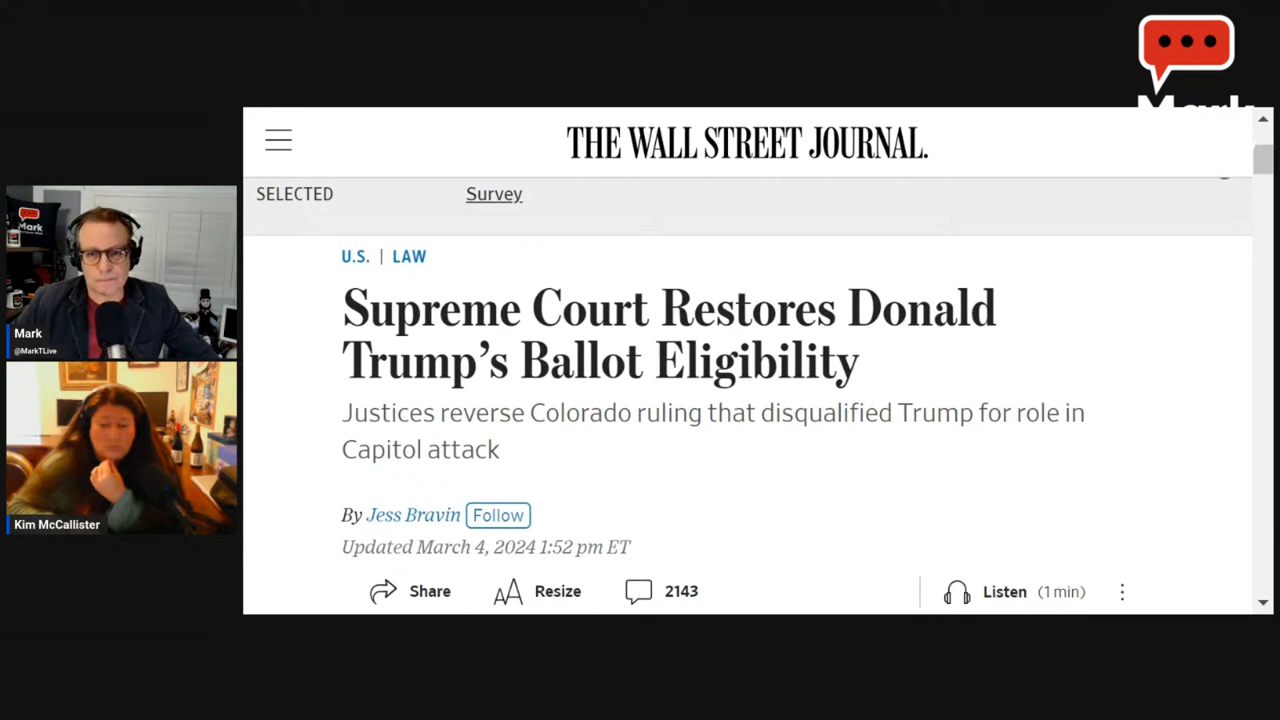 Mark
THE WALL STREET JOURNAL.
SELECTED
Survey
U.S. | LAW
Supreme Court Restores Donald
Trump's Ballot Eligibility
Justices reverse Colorado ruling that disqualified Trump for role in
Capitol attack
By Jess Bravin Follow
Updated March 4, 2024 1:52 pm ET
Share
Resize
2143
Listen (1 min)
Mark
Mark
@MarkTLive
Kim McCallister